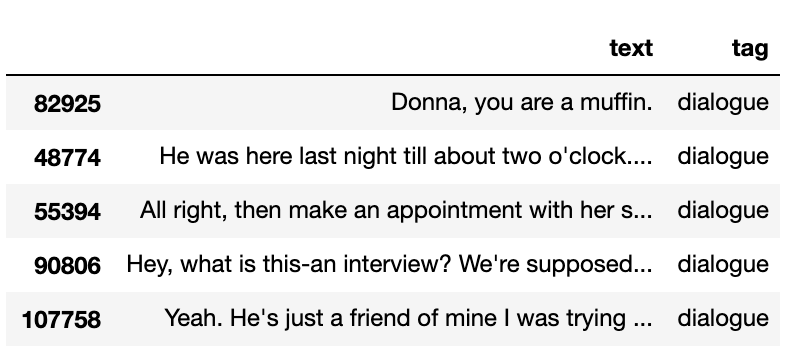 text tag
82925 Donna, you are a muffin. dialogue
48774 He was here last night till about two o'clock.... dialogue
55394 All right, then make an appointment with her s... dialogue
90806 Hey, what is this-an interview? We're supposed... dialogue
107758 Yeah. He's just a friend of mine I was trying ... dialogue